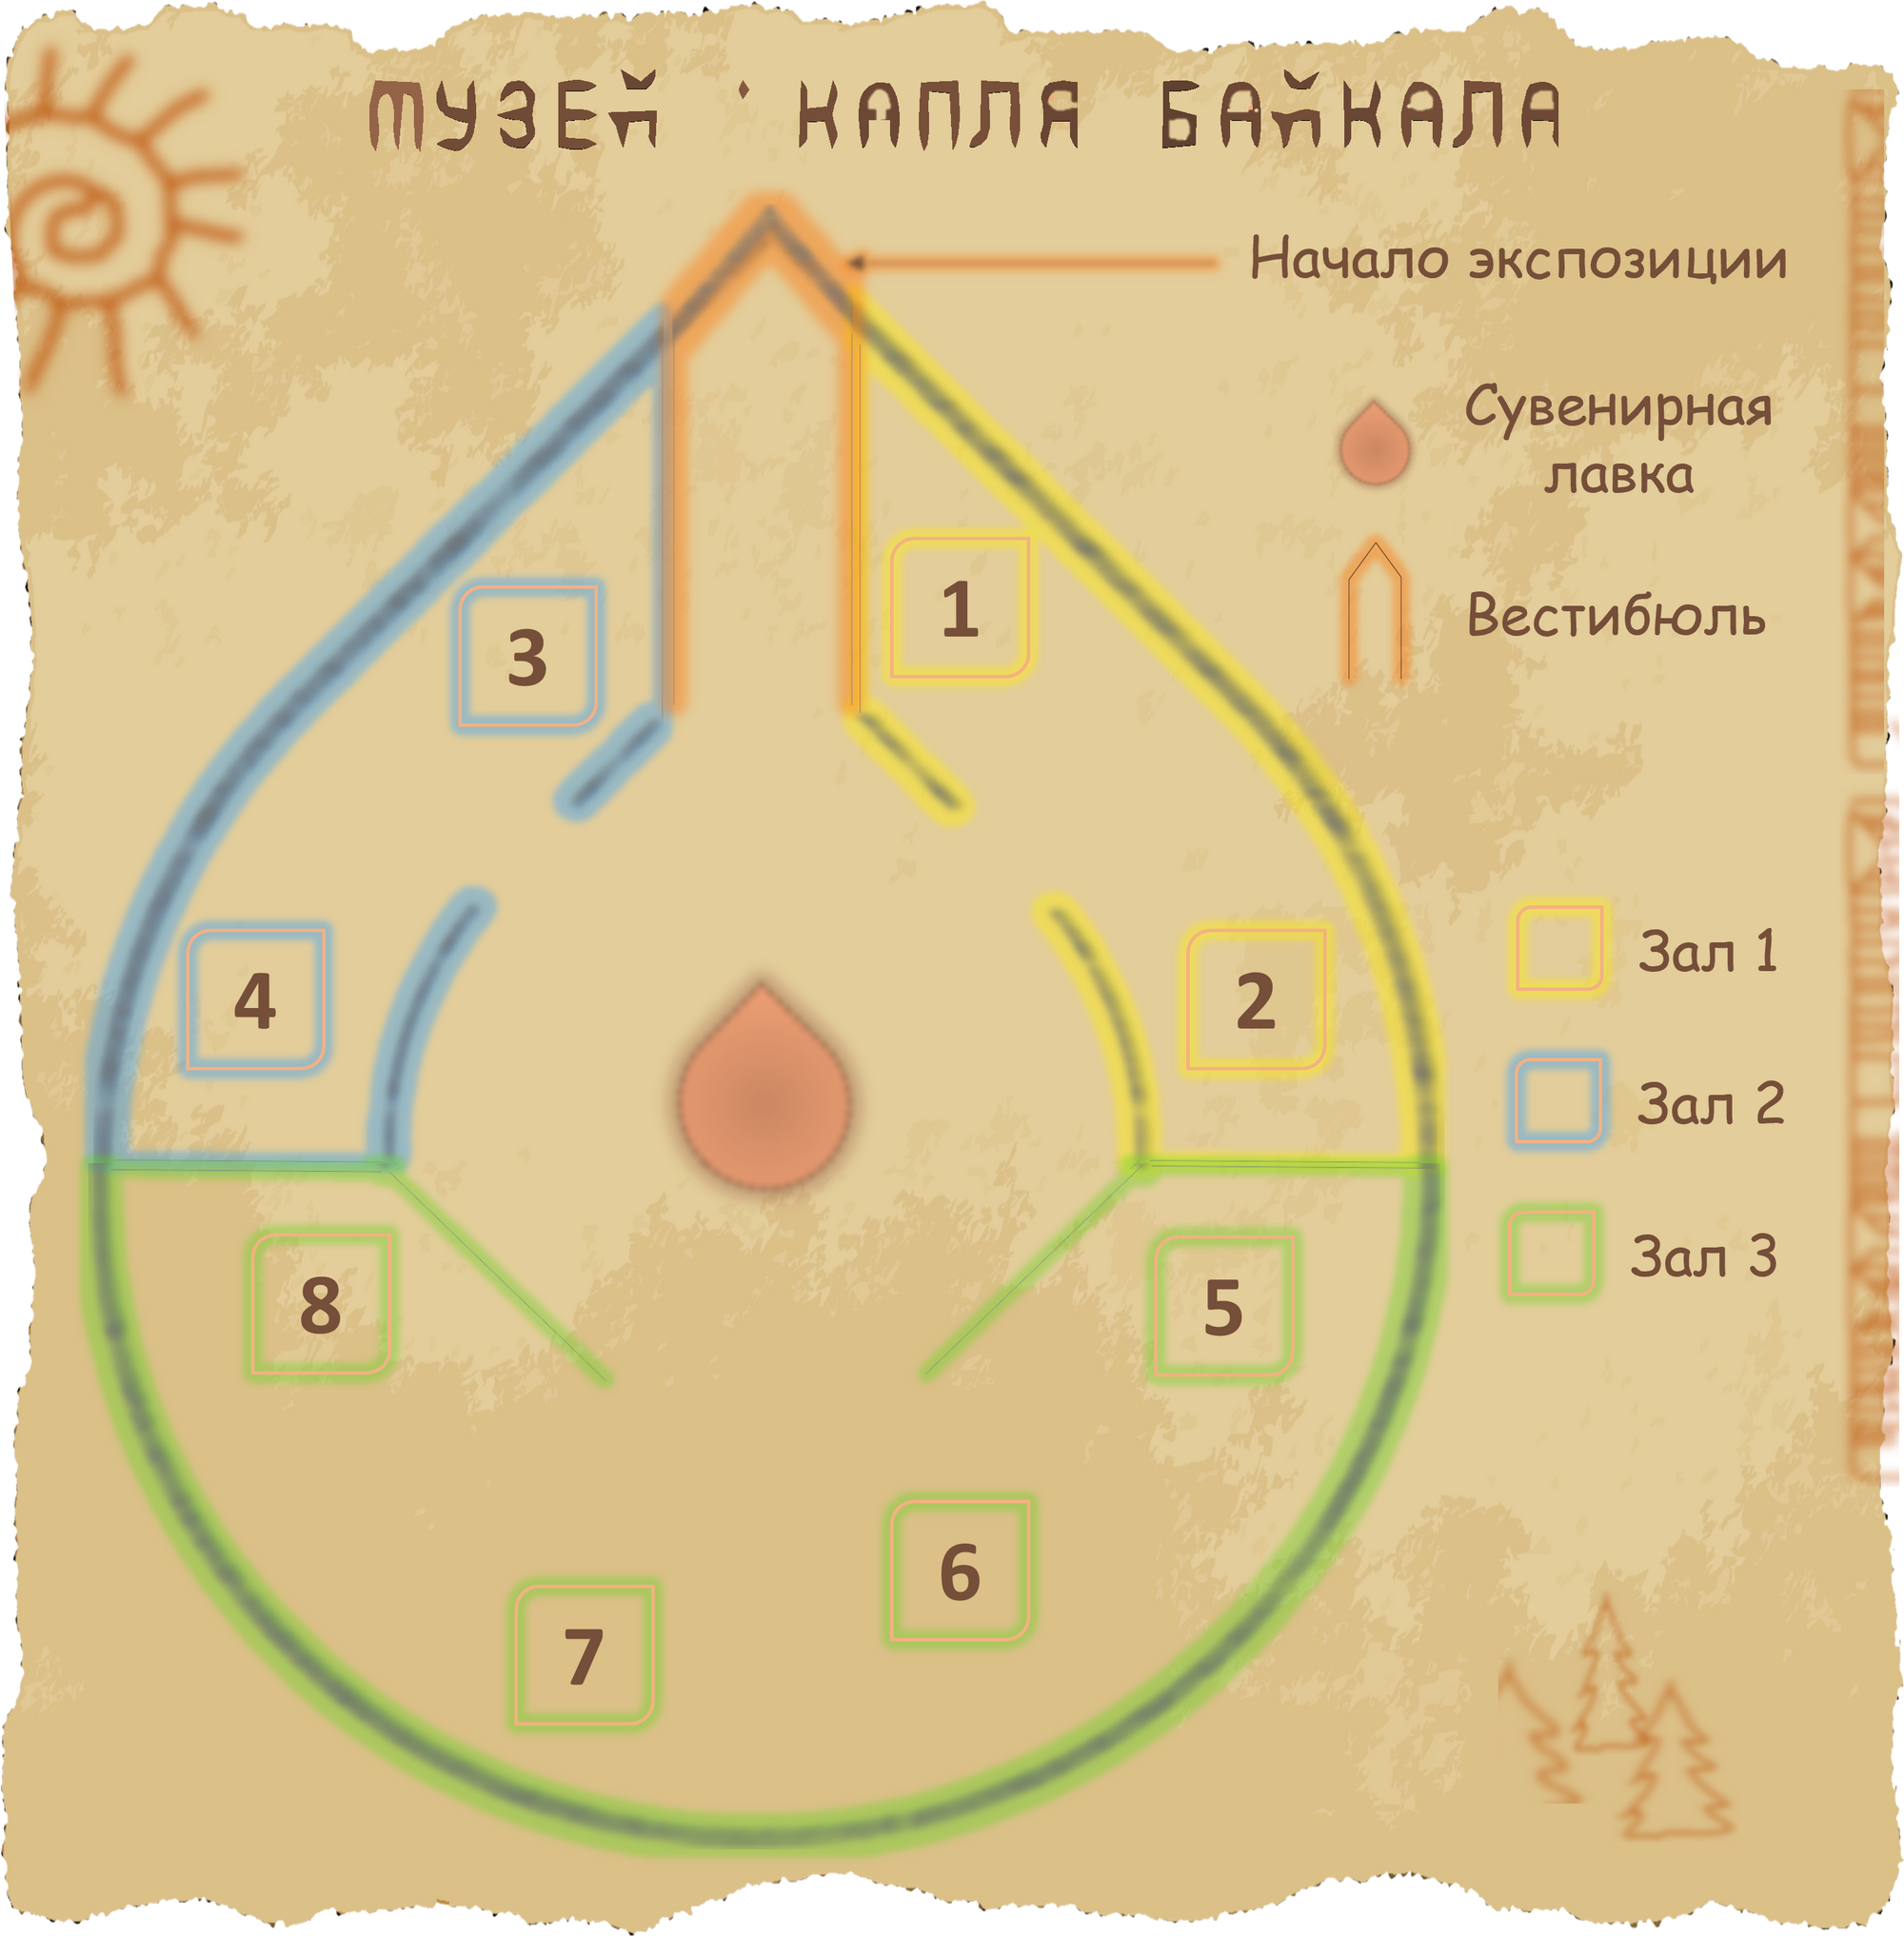 МУЗЕЙ ' КАПЛЯ БАЙКАЛА
Начало экспозиции
Сувенирная
лавка
Вестибюль
1
3
4
2
Зал 1
Зал 2
Зал 3
8
5
6
7